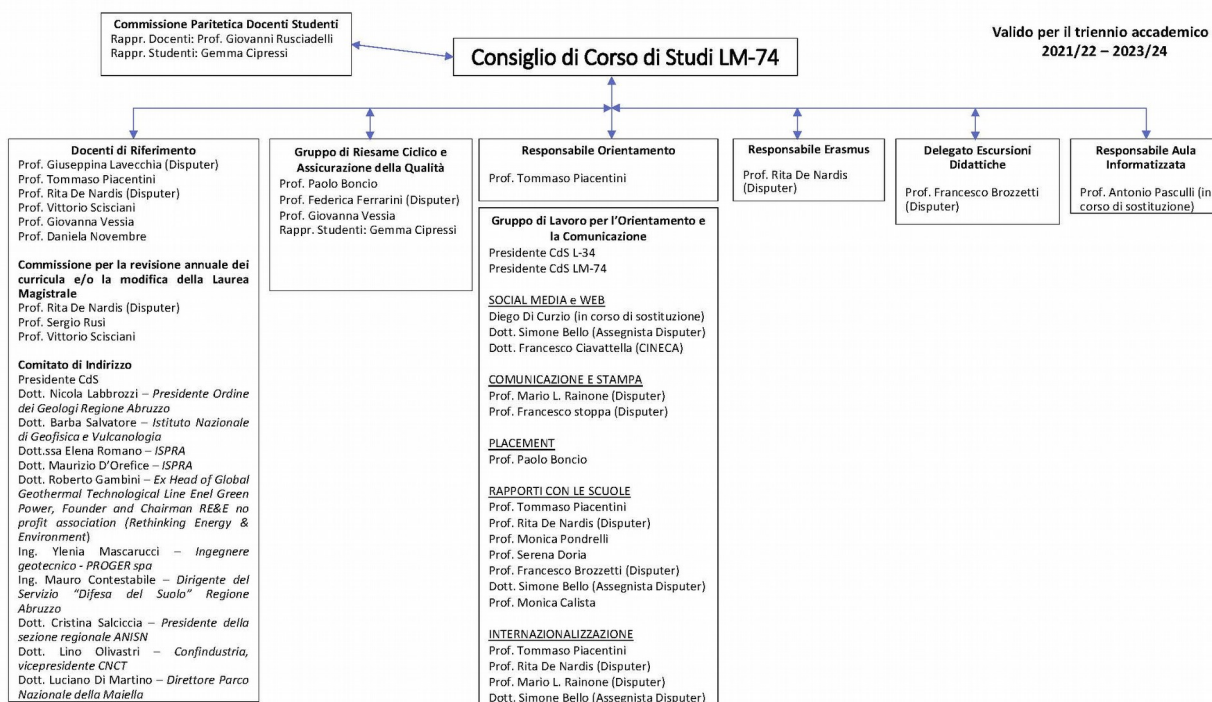 Commissione Paritetica Docenti Studenti
Rappr. Docenti: Prof. Giovanni Rusciadelli
Rappr. Studenti: Gemma Cipressi
Consiglio di Corso di Studi LM-74
Valido per il triennio accademico
2021/22 – 2023/24
Docenti di Riferimento
Prof. Giuseppina Lavecchia (Disputer)
Prof. Tommaso Piacentini
Prof. Rita De Nardis (Disputer)
Prof. Vittorio Scisciani
Prof. Giovanna Vessia
Prof. Daniela Novembre
Commissione per la revisione annuale dei
curricula e/o la modifica della Laurea
Magistrale
Prof. Rita De Nardis (Disputer)
Prof. Sergio Rusi
Prof. Vittorio Scisciani
Comitato di Indirizzo
Presidente CdS
Dott. Nicola Labbrozzi – Presidente Ordine
dei Geologi Regione Abruzzo
Dott. Barba Salvatore – Istituto Nazionale
di Geofisica e Vulcanologia
Dott.ssa Elena Romano – ISPRA
Dott. Maurizio D'Orefice – ISPRA
Dott. Roberto Gambini – Ex Head of Global
Geothermal Technological Line Enel Green
Power, Founder and Chairman RE&E no
profit association (Rethinking Energy &
Environment)
Ing. Ylenia Mascarucci – Ingegnere
geotecnico - PROGER spa
Ing. Mauro Contestabile – Dirigente del
Servizio "Difesa del Suolo" Regione
Abruzzo
Dott. Cristina Salciccia – Presidente della
sezione regionale ANISN
Dott. Lino Olivastri – Confindustria,
vicepresidente CNCT
Dott. Luciano Di Martino – Direttore Parco
Nazionale della Maiella
Gruppo di Riesame Ciclico e
Assicurazione della Qualità
Prof. Paolo Boncio
Prof. Federica Ferrarini (Disputer)
Prof. Giovanna Vessia
Rappr. Studenti: Gemma Cipressi
Responsabile Orientamento
Prof. Tommaso Piacentini
Gruppo di Lavoro per l'Orientamento e
la Comunicazione
Presidente CdS L-34
Presidente CdS LM-74
SOCIAL MEDIA e WEB
Diego Di Curzio (in corso di sostituzione)
Dott. Simone Bello (Assegnista Disputer)
Dott. Francesco Ciavattella (CINECA)
COMUNICAZIONE E STAMPA
Prof. Mario L. Rainone (Disputer)
Prof. Francesco stoppa (Disputer)
PLACEMENT
Prof. Paolo Boncio
RAPPORTI CON LE SCUOLE
Prof. Tommaso Piacentini
Prof. Rita De Nardis (Disputer)
Prof. Monica Pondrelli
Prof. Serena Doria
Prof. Francesco Brozzetti (Disputer)
Dott. Simone Bello (Assegnista Disputer)
Prof. Monica Calista
INTERNAZIONALIZZAZIONE
Prof. Tommaso Piacentini
Prof. Rita De Nardis (Disputer)
Prof. Mario L. Rainone (Disputer)
Dott. Simone Bello (Assegnista Disputer)
Responsabile Erasmus
Prof. Rita De Nardis
(Disputer)
Delegato Escursioni
Didattiche
Prof. Francesco Brozzetti
(Disputer)
Responsabile Aula
Informatizzata
Prof. Antonio Pasculli (in
corso di sostituzione)